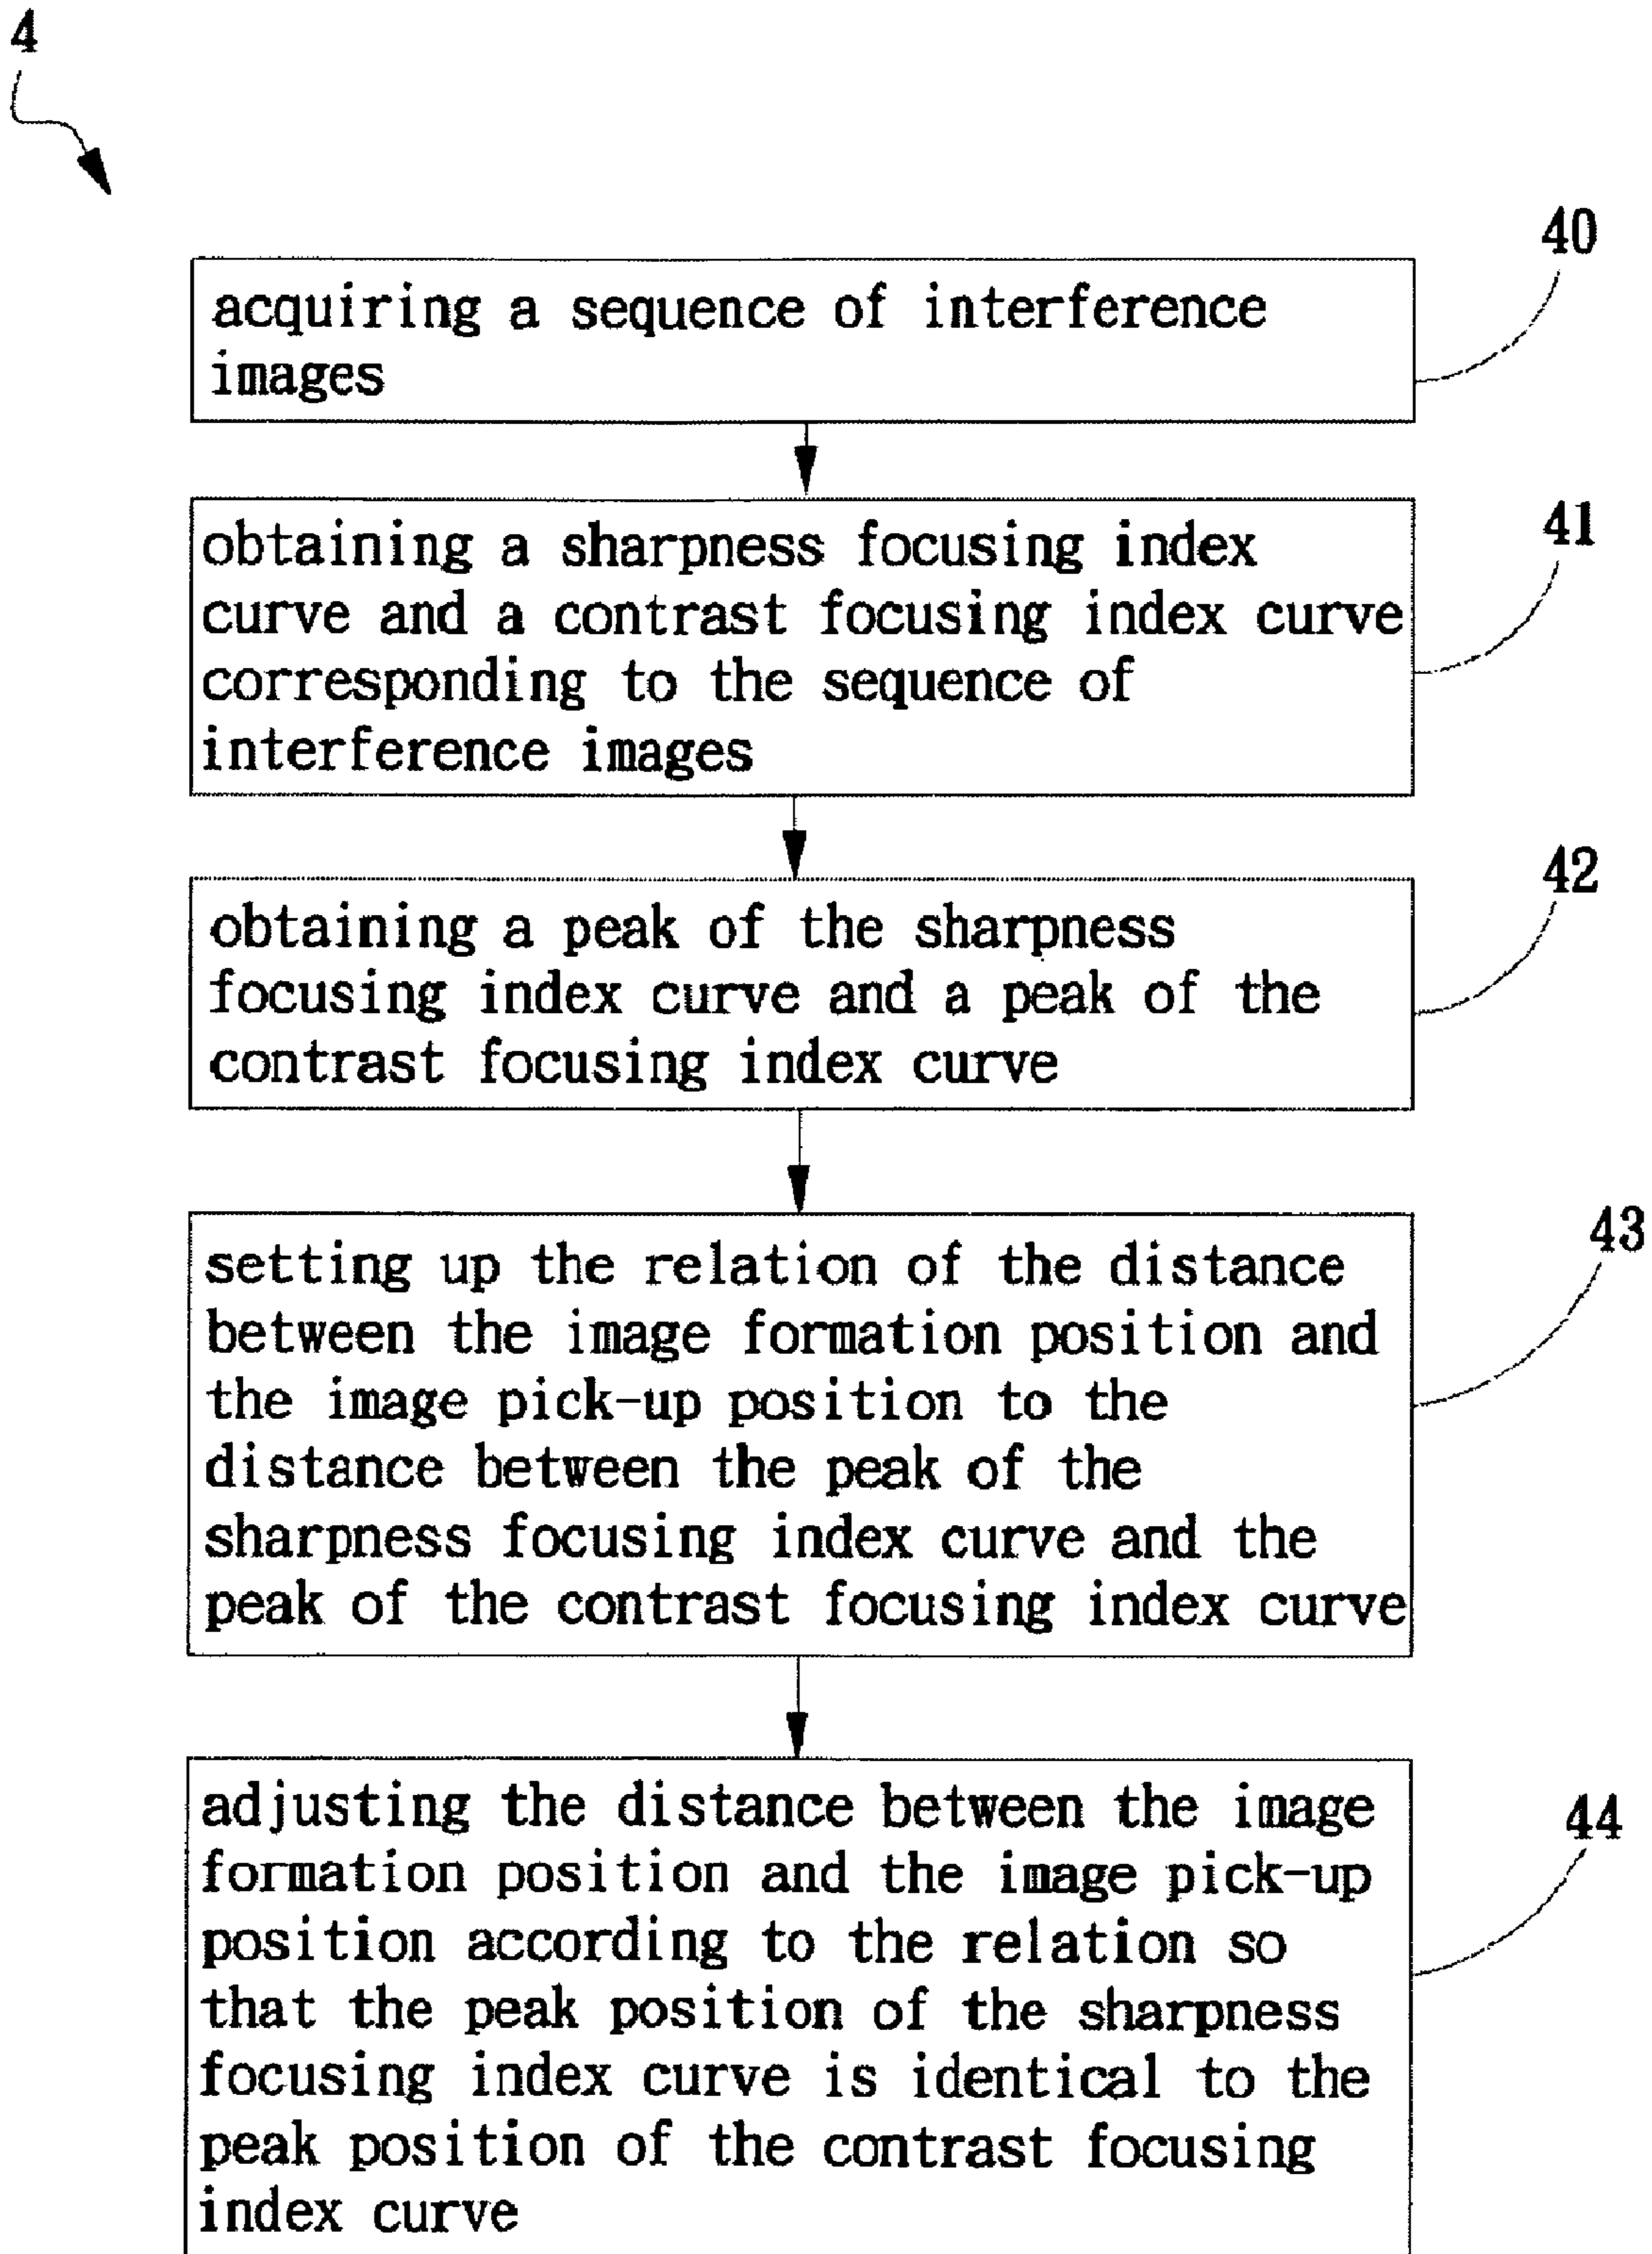 4
40
acquiring a sequence of interference
images
41
obtaining a sharpness focusing index
curve and a contrast focusing index curve
corresponding to the sequence of
interference images
42
obtaining a peak of the sharpness
focusing index curve and a peak of the
contrast focusing index curve
43
setting up the relation of the distance
between the image formation position and
the image pick-up position to the
distance between the peak of the
sharpness focusing index curve and the
peak of the contrast focusing index curve
44
adjusting the distance between the image
formation position and the image pick-up
position according to the relation so
that the peak position of the sharpness
focusing index curve is identical to the
peak position of the contrast focusing
index curve